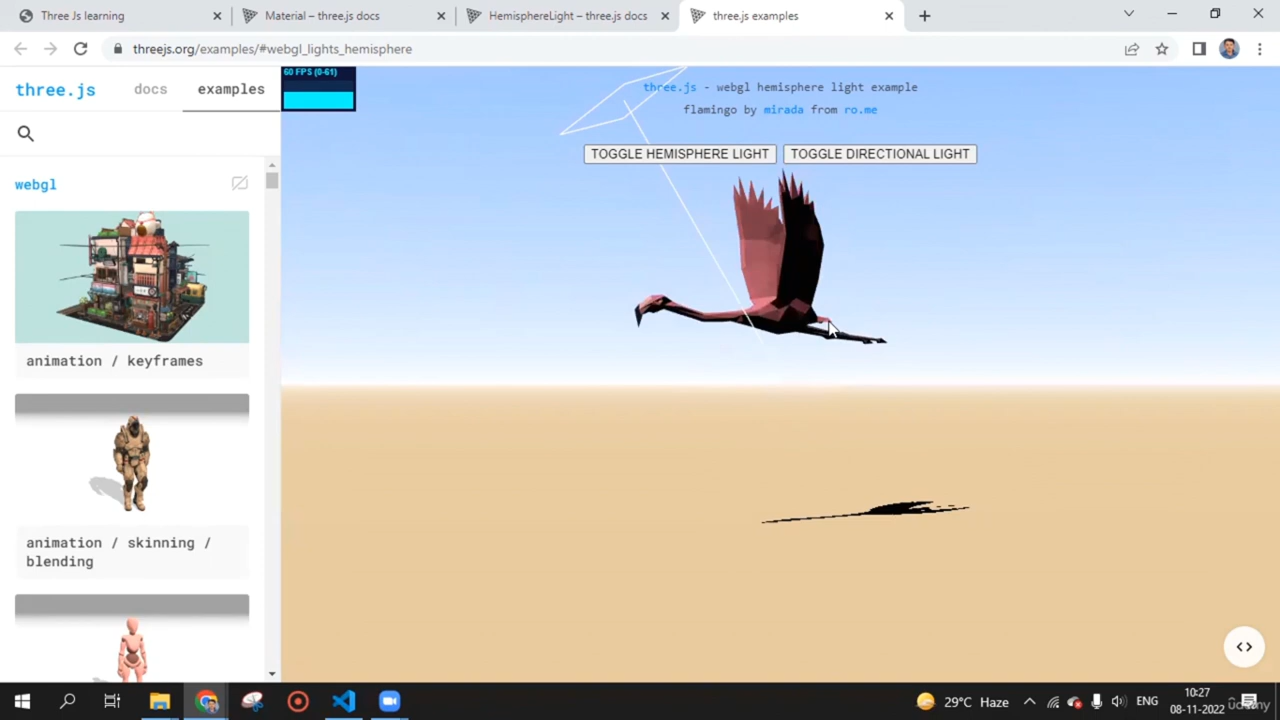 Three Js learning
Material – three.js docs
HemisphereLight – three.js docs
three.js examples
threejs.org/examples/#webgl_lights_hemisphere
three.js
docs
examples
60 FPS (0-61)
three.js - webgl hemisphere light example
flamingo by mirada from ro.me
TOGGLE HEMISPHERE LIGHT
TOGGLE DIRECTIONAL LIGHT
webgl
animation / keyframes
animation / skinning /
blending
29°C Haze
ENG
10:27
08-11-2022
Udemy